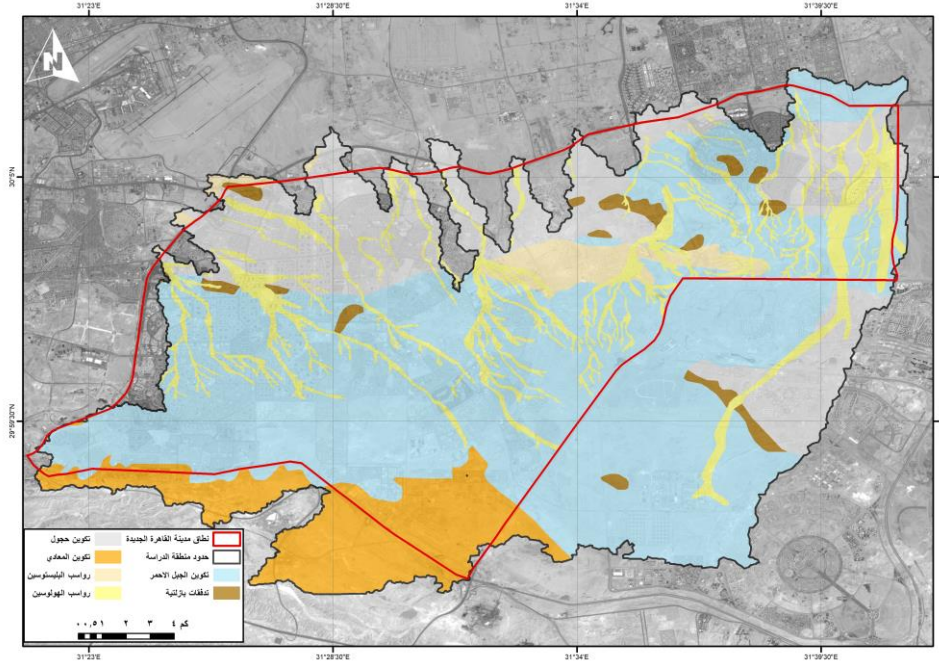 31°23'E 31°28'30"E 31°34'E 31°39'30"E
N
30°5'N
29°59'30"N
نطاق مدينة القاهرة الجديدة
تكوين حجول
حدود منطقة الدراسة
تكوين المعادي
تكوين الجبل الاحمر
رواسب البليستوسين
تدفقات بازلتية
رواسب الهولوسين
٠ ٠,٥ ١ ٢ ٣ ٤ كم
31°23'E 31°28'30"E 31°34'E 31°39'30"E